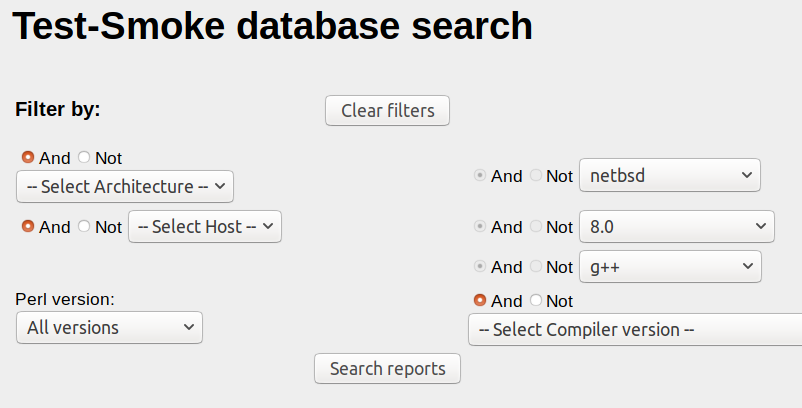 Test-Smoke database search
Filter by:
Clear filters
And Not
-- Select Architecture --
And Not netbsd
And Not -- Select Host --
And Not 8.0
And Not g++
Perl version:
All versions
And Not
-- Select Compiler version --
Search reports